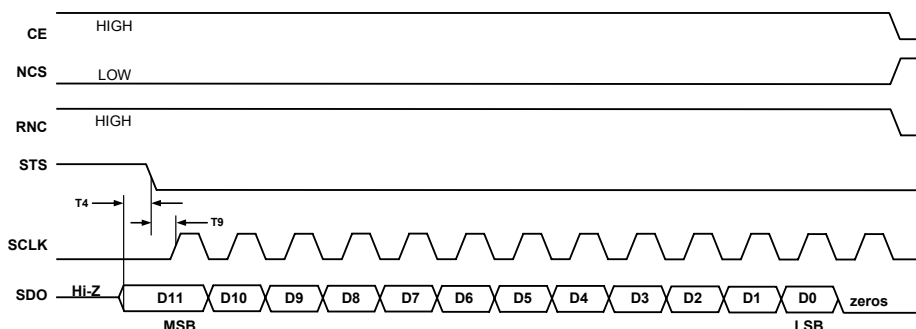 CE HIGH
NCS LOW
RNC HIGH
STS
T4 T9
SCLK
SDO Hi-Z D11 D10 D9 D8 D7 D6 D5 D4 D3 D2 D1 D0 zeros
MSB LSB